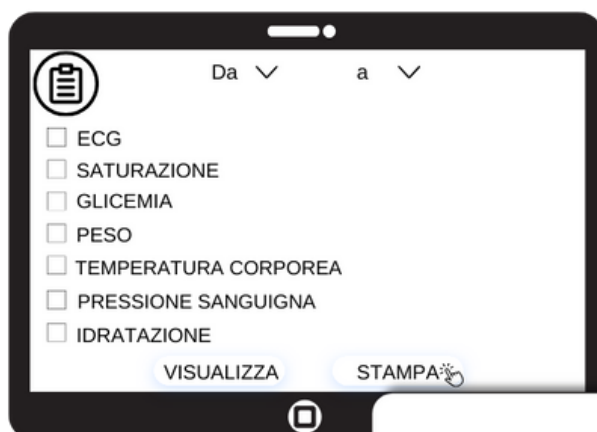 Da a
ECG
SATURAZIONE
GLICEMIA
PESO
TEMPERATURA CORPOREA
PRESSIONE SANGUIGNA
IDRATAZIONE
VISUALIZZA STAMPA